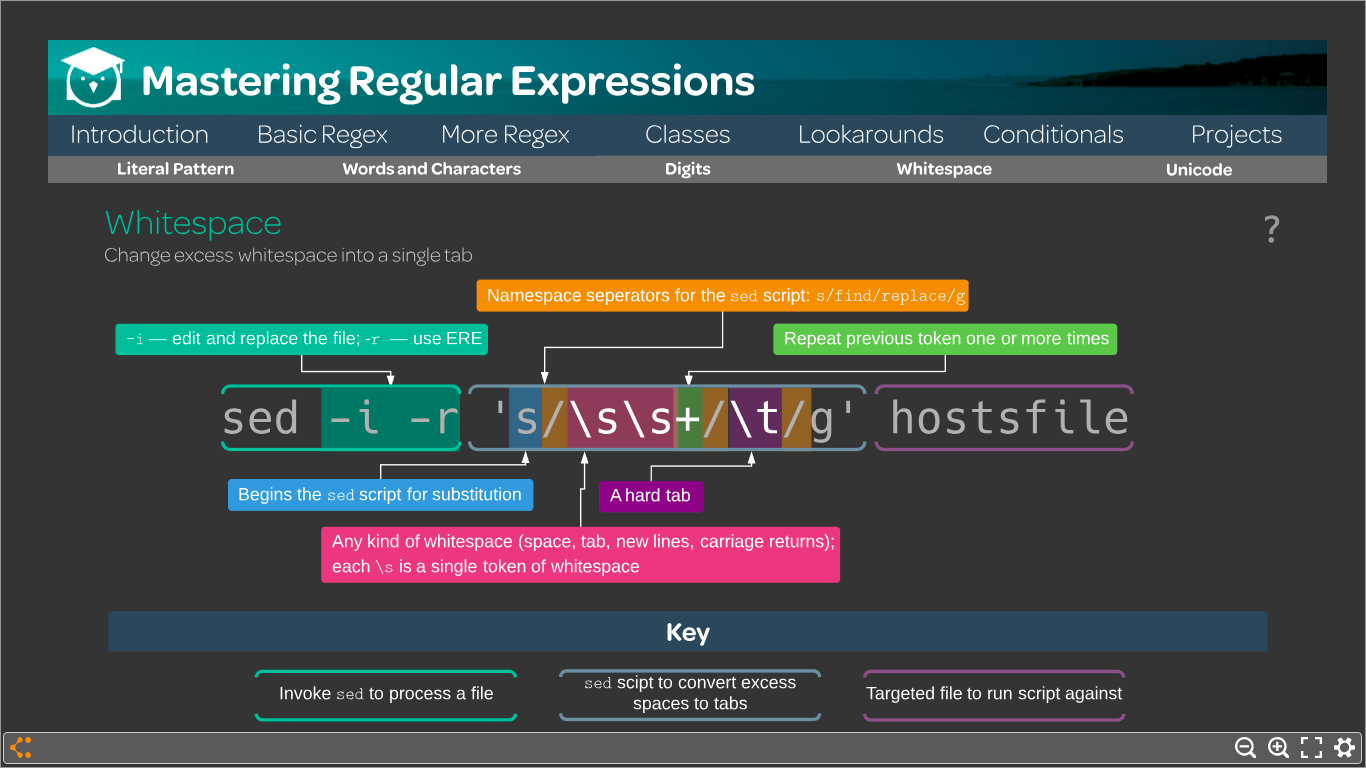 Mastering Regular Expressions
Introduction Basic Regex More Regex Classes Lookarounds Conditionals Projects
Literal Pattern Words and Characters Digits Whitespace Unicode
Whitespace
?
Change excess whitespace into a single tab
Namespace seperators for the sed script: s/find/replace/g
-i — edit and replace the file; -r — use ERE
Repeat previous token one or more times
sed -i -r 's/\s\s+/\t/g' hostsfile
Begins the sed script for substitution
A hard tab
Any kind of whitespace (space, tab, new lines, carriage returns);
each \s is a single token of whitespace
Key
Invoke sed to process a file
sed scipt to convert excess
spaces to tabs
Targeted file to run script against